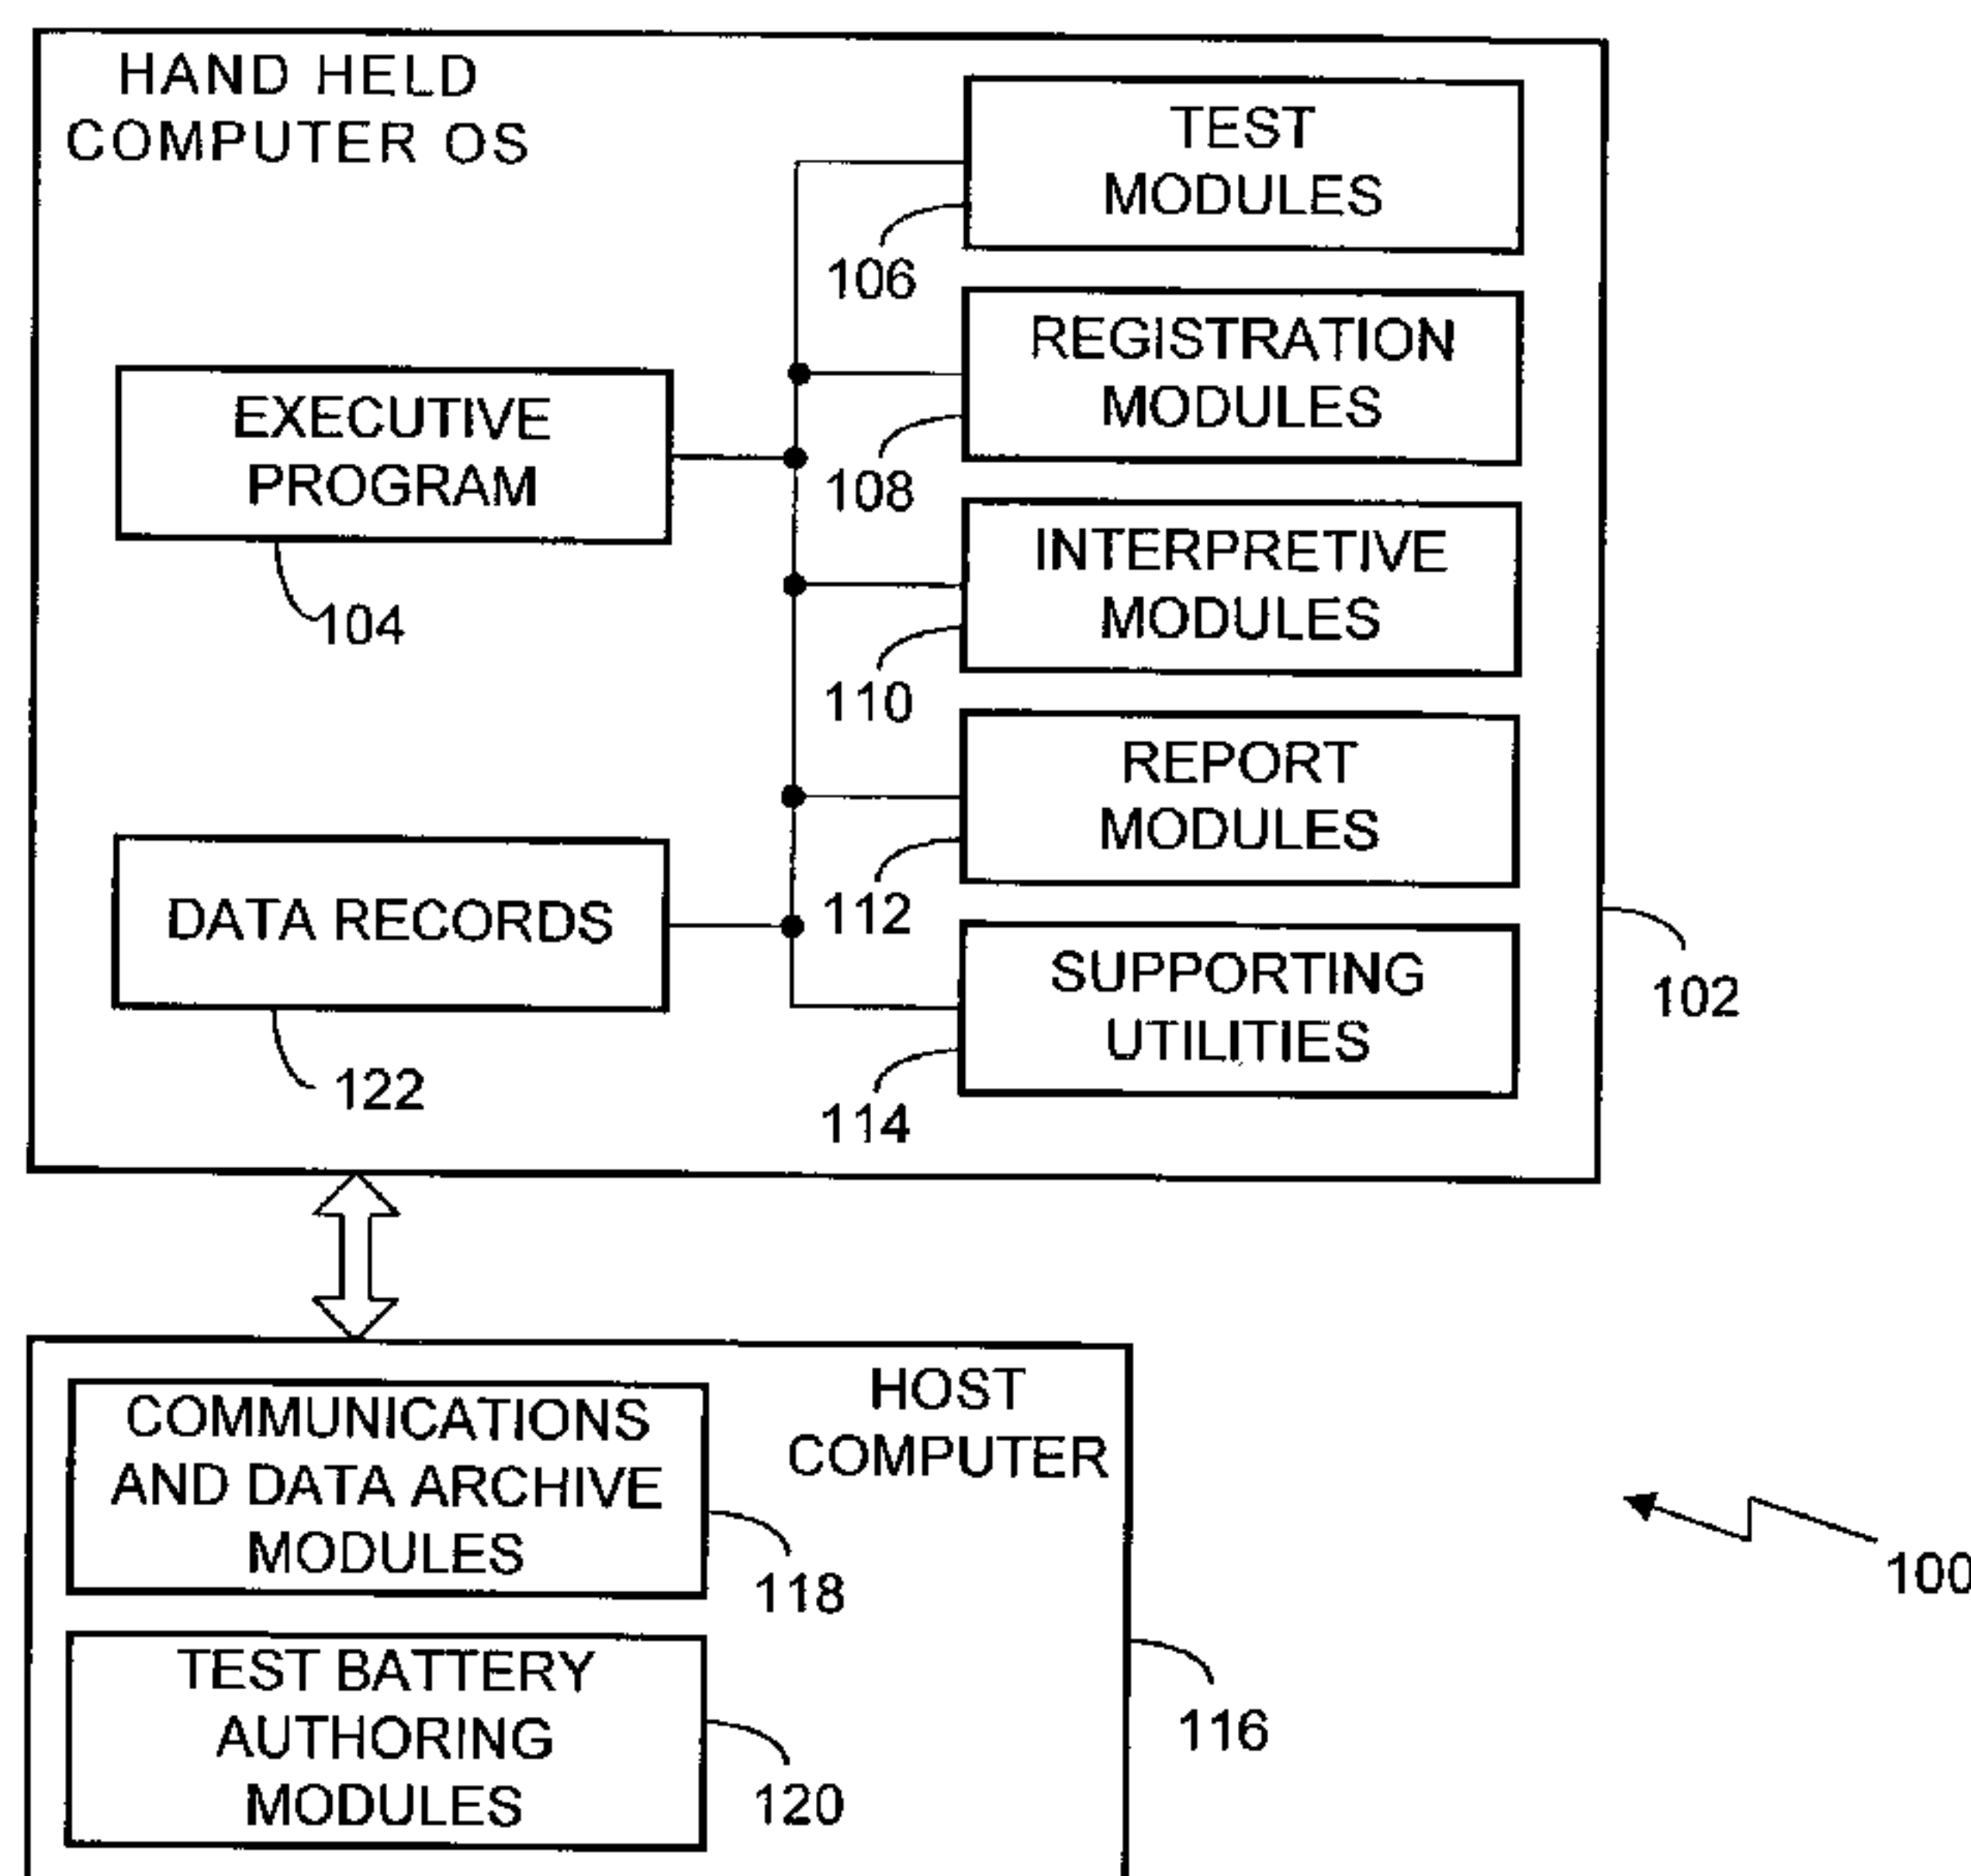 HAND HELD
COMPUTER OS
TEST
MODULES
106
REGISTRATION
MODULES
108
EXECUTIVE
PROGRAM
104
INTERPRETIVE
MODULES
110
REPORT
MODULES
112
DATA RECORDS
122
SUPPORTING
UTILITIES
114
102
HOST
COMPUTER
COMMUNICATIONS
AND DATA ARCHIVE
MODULES
118
100
TEST BATTERY
AUTHORING
MODULES
120
116